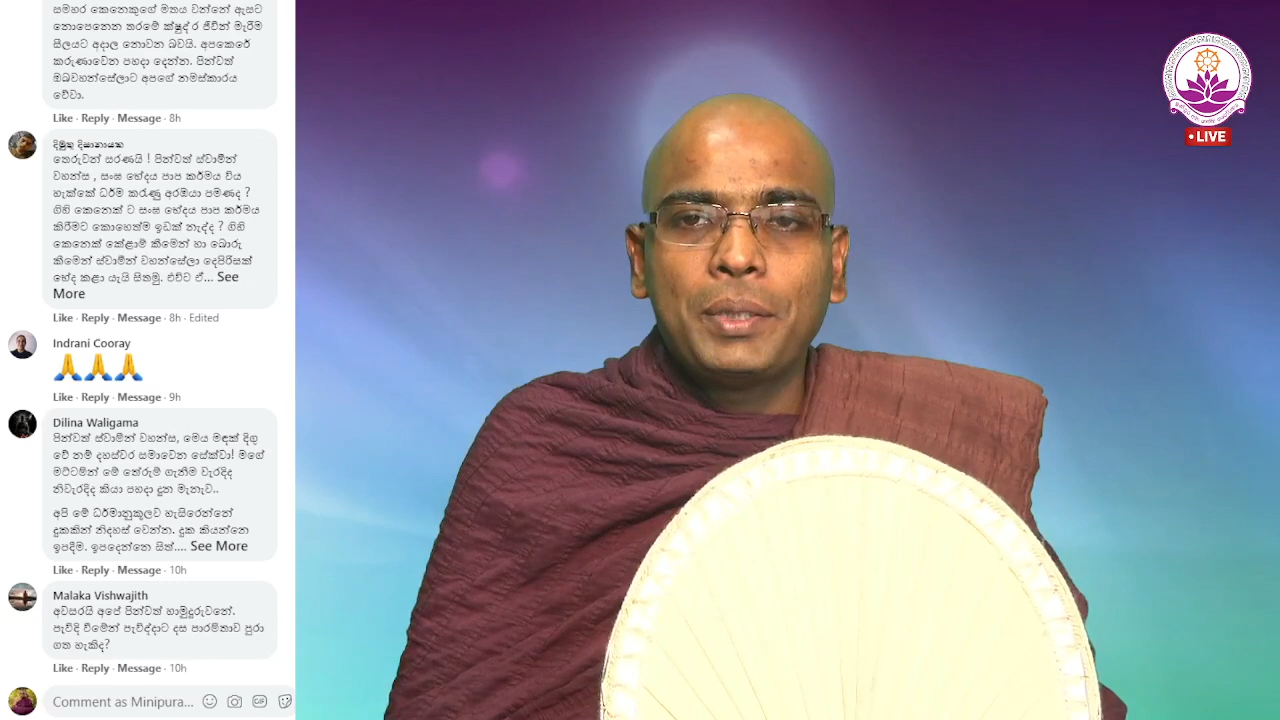 සමහර කෙනෙකුගේ මතය වන්නේ ඇසට
නොපෙනෙන තරමේ ක්ෂුද්‍ර ජීවීන් මැරීම
සීලයට අදාල නොවන බවයි. අපකෙරේ
කරුණාවෙන පහදා දෙන්න. පින්වත්
ඔබවහන්සේලාට අපගේ නමස්කාරය
වේවා.
Like · Reply · Message · 8h
දිමුතු දිසානායක
තෙරුවන් සරණයි ! පින්වත් ස්වාමීන්
වහන්ස , සංඝ භේදය පාප කර්මය විය
හැක්කේ ධර්ම කරුණු අරඹයා පමණද ?
ගිහි කෙනෙක් ට සංඝ භේදය පාප කර්මය
කිරීමට කොහෙත්ම ඉඩක් නැද්ද ? ගිහි
කෙනෙක් කේළාම් කීමෙන් හා බොරු
කීමෙන් ස්වාමීන් වහන්සේලා දෙපිරිසක්
භේද කළා යැයි සිතමු. එවිට ඒ... See
More
Like · Reply · Message · 8h · Edited
Indrani Cooray
Like · Reply · Message · 9h
Dilina Waligama
පින්වත් ස්වාමීන් වහන්ස, මෙය මඳක් දිගු
වේ නම් දහස්වර සමාවෙන සේක්වා! මගේ
මට්ටමින් මේ තේරුම් ගැනීම වැරදිද
නිවැරදිද කියා පහදා දුන මැනැව..
අපි මේ ධර්මානුකූලව හැසිරෙන්නේ
දුකකින් නිදහස් වෙන්න. දුක කියන්නෙ
ඉපදීම. ඉපදෙන්නෙ සිත්.... See More
Like · Reply · Message · 10h
Malaka Vishwajith
අවසරයි අපේ පින්වත් හාමුදුරුවනේ.
පැවිදි වීමෙන් පැවිද්දාට දස පාරමිතාව පුරා
ගත හැකිද?
Like · Reply · Message · 10h
Comment as Minipura...
GIF
LIVE